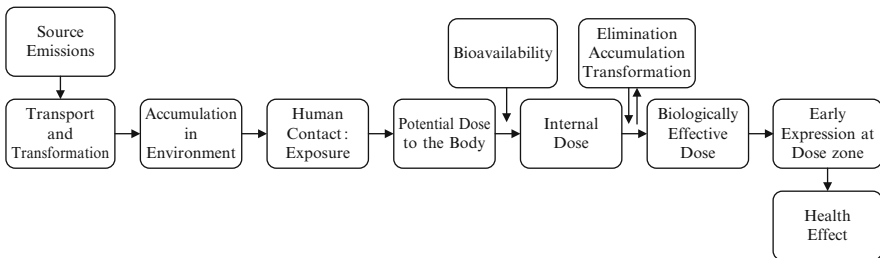 Source
Emissions
Transport
and
Transformation
Accumulation
in
Environment
Human
Contact:
Exposure
Potential Dose
to the Body
Bioavailability
Internal
Dose
Elimination
Accumulation
Transformation
Biologically
Effective
Dose
Early
Expression at
Dose zone
Health
Effect